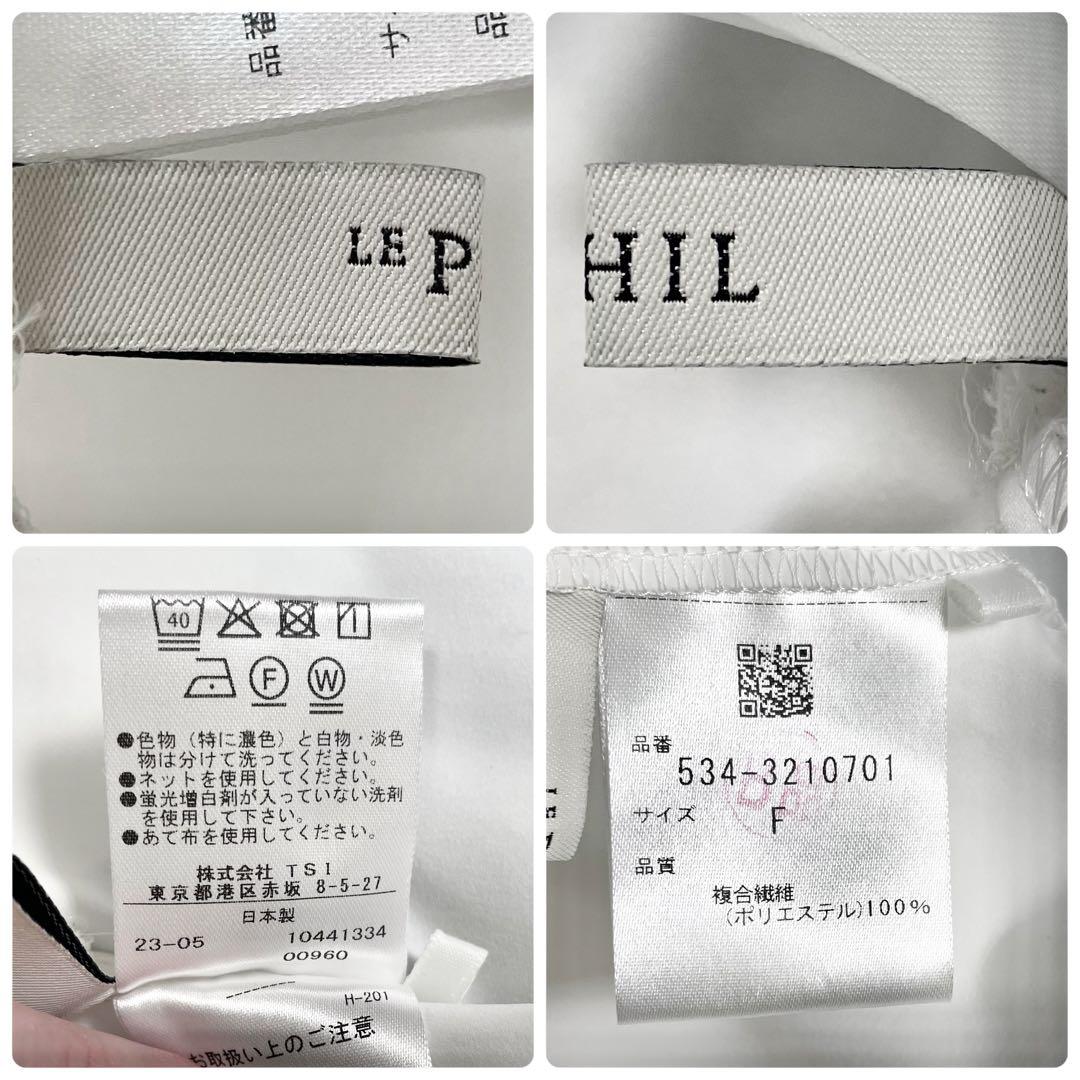 品番
サ
品
LE P
HIL
40
F
W
●色物（特に濃色）と白物・淡色
物は分けて洗ってください。
●ネットを使用してください。
●蛍光増白剤が入っていない洗剤
を使用して下さい。
●あて布を使用してください。
株式会社 TSI
東京都港区赤坂 8-5-27
日本製
23-05 10441334
00960
H-201
お取扱い上のご注意
品番
534-3210701
サイズ F
品質
複合繊維
(ポリエステル)100%